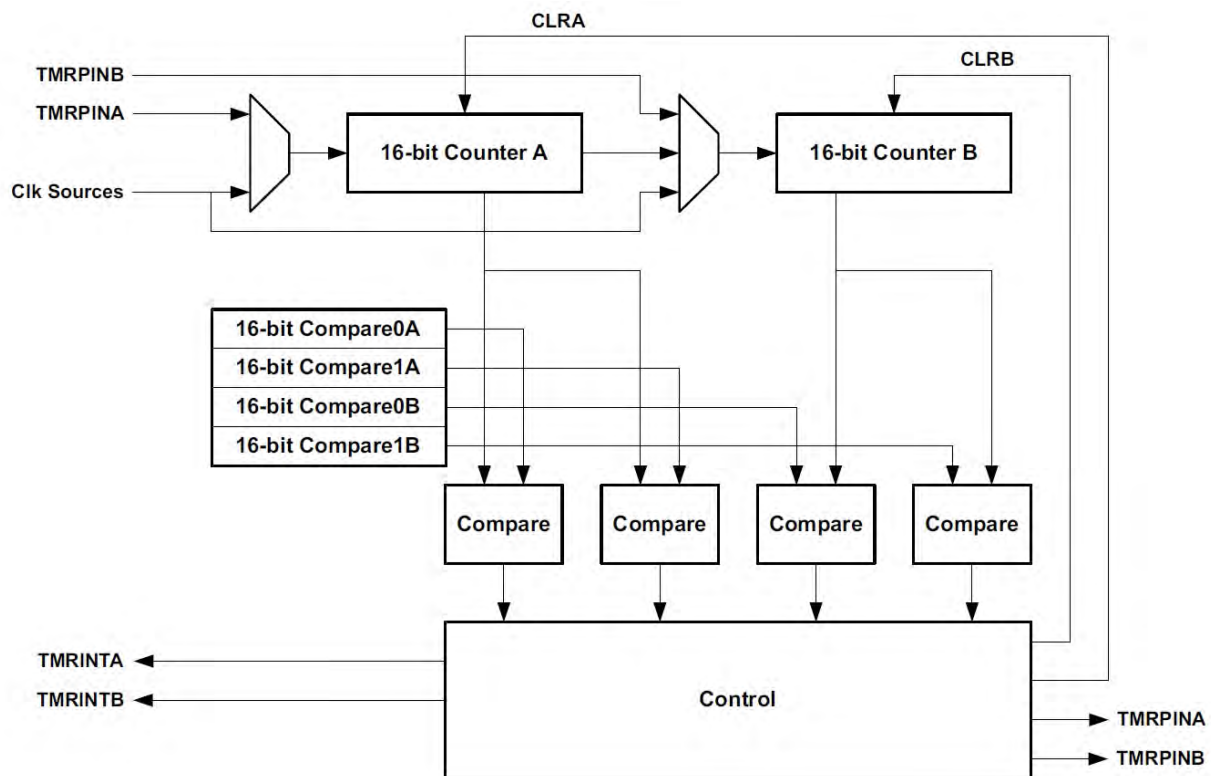 CLRA
CLRB
TMRPINB
TMRPINA
Clk Sources
16-bit Counter A
16-bit Counter B
16-bit Compare0A
16-bit Compare1A
16-bit Compare0B
16-bit Compare1B
Compare
Compare
Compare
Compare
TMRINTA
TMRINTB
Control
TMRPINA
TMRPINB